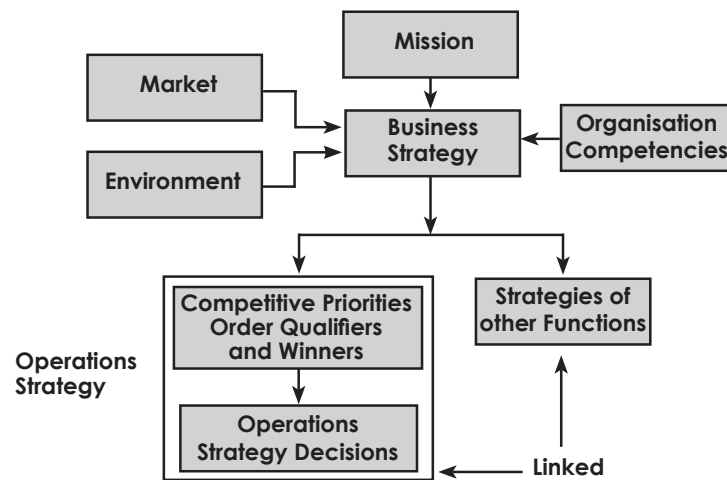 Mission
Market
Business
Strategy
Organisation
Competencies
Environment
Competitive Priorities
Order Qualifiers
and Winners
Strategies of
other Functions
Operations
Strategy
Operations
Strategy Decisions
Linked